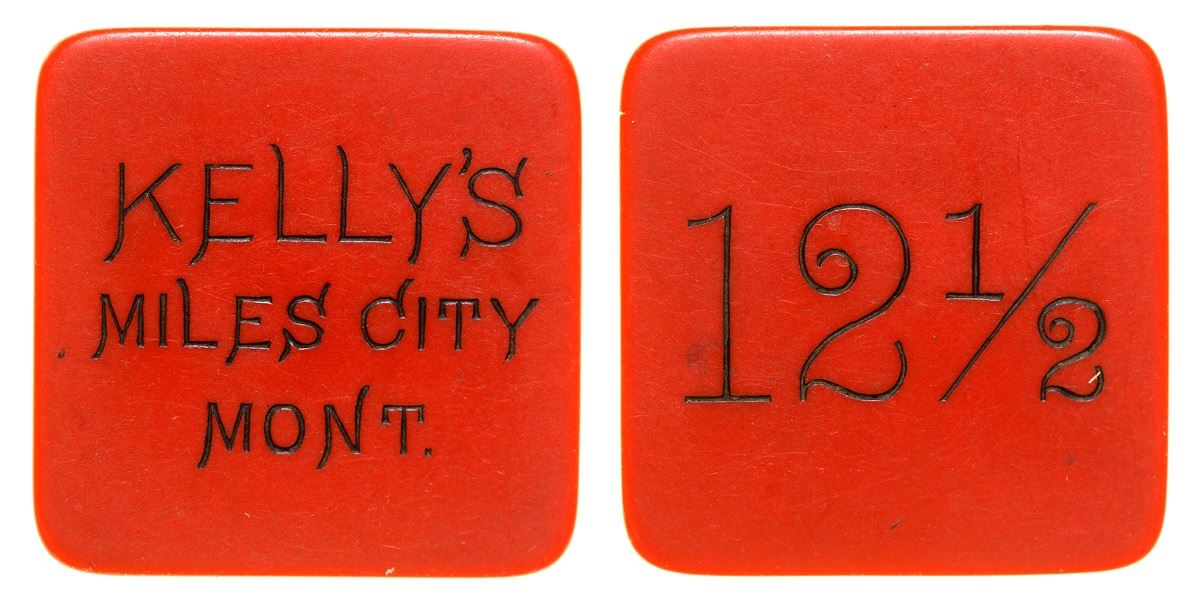 KELLY'S
MILES CITY
MONT.
12½